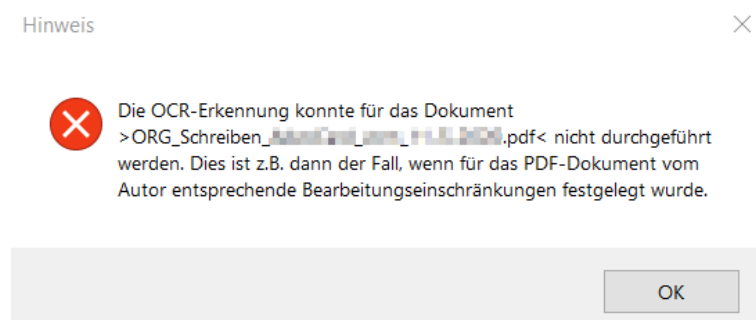 Hinweis
Die OCR-Erkennung konnte für das Dokument
>ORG_Schreiben_ .pdf< nicht durchgeführt
werden. Dies ist z.B. dann der Fall, wenn für das PDF-Dokument vom
Autor entsprechende Bearbeitungseinschränkungen festgelegt wurde.
OK